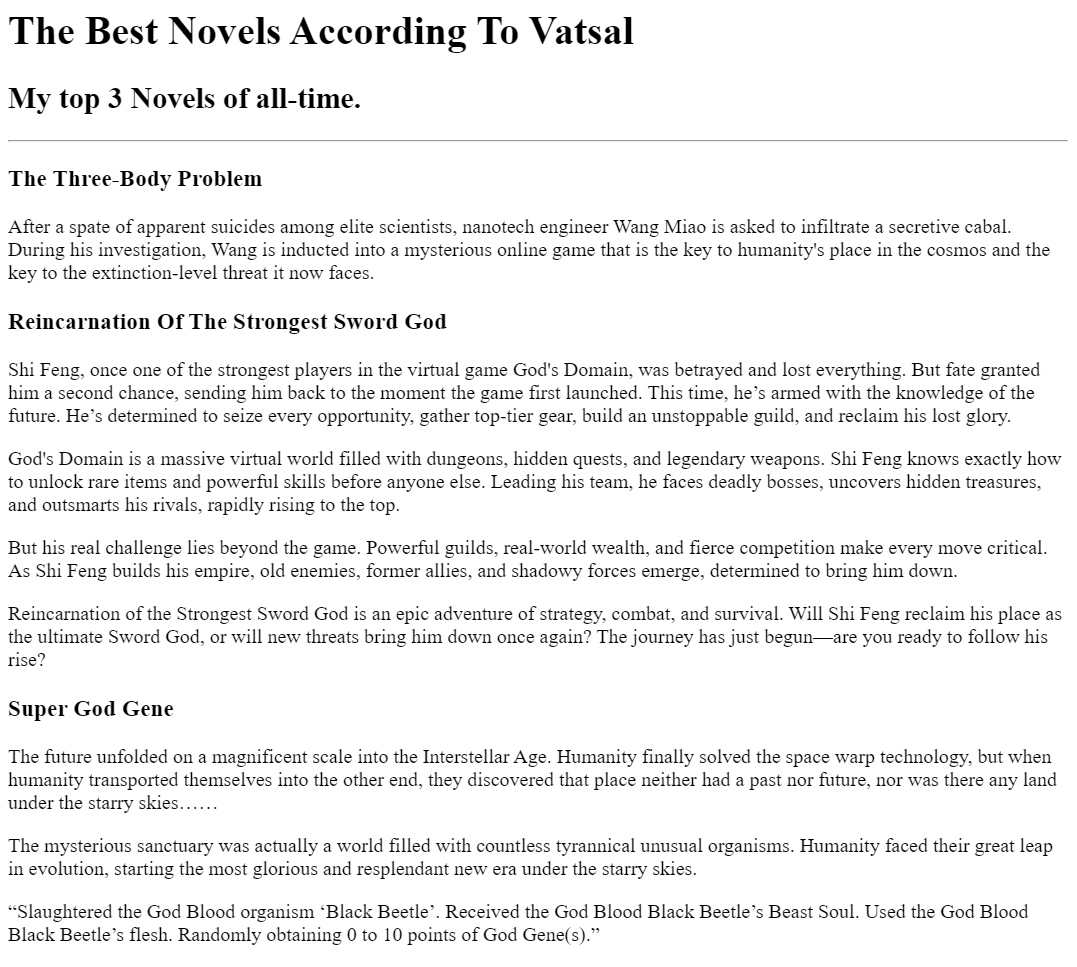 The Best Novels According To Vatsal
My top 3 Novels of all-time.
The Three-Body Problem
After a spate of apparent suicides among elite scientists, nanotech engineer Wang Miao is asked to infiltrate a secretive cabal.
During his investigation, Wang is inducted into a mysterious online game that is the key to humanity's place in the cosmos and the
key to the extinction-level threat it now faces.
Reincarnation Of The Strongest Sword God
Shi Feng, once one of the strongest players in the virtual game God's Domain, was betrayed and lost everything. But fate granted
him a second chance, sending him back to the moment the game first launched. This time, he’s armed with the knowledge of the
future. He’s determined to seize every opportunity, gather top-tier gear, build an unstoppable guild, and reclaim his lost glory.
God's Domain is a massive virtual world filled with dungeons, hidden quests, and legendary weapons. Shi Feng knows exactly how
to unlock rare items and powerful skills before anyone else. Leading his team, he faces deadly bosses, uncovers hidden treasures,
and outsmarts his rivals, rapidly rising to the top.
But his real challenge lies beyond the game. Powerful guilds, real-world wealth, and fierce competition make every move critical.
As Shi Feng builds his empire, old enemies, former allies, and shadowy forces emerge, determined to bring him down.
Reincarnation of the Strongest Sword God is an epic adventure of strategy, combat, and survival. Will Shi Feng reclaim his place as
the ultimate Sword God, or will new threats bring him down once again? The journey has just begun—are you ready to follow his
rise?
Super God Gene
The future unfolded on a magnificent scale into the Interstellar Age. Humanity finally solved the space warp technology, but when
humanity transported themselves into the other end, they discovered that place neither had a past nor future, nor was there any land
under the starry skies……
The mysterious sanctuary was actually a world filled with countless tyrannical unusual organisms. Humanity faced their great leap
in evolution, starting the most glorious and resplendant new era under the starry skies.
“Slaughtered the God Blood organism ‘Black Beetle’. Received the God Blood Black Beetle’s Beast Soul. Used the God Blood
Black Beetle’s flesh. Randomly obtaining 0 to 10 points of God Gene(s).”